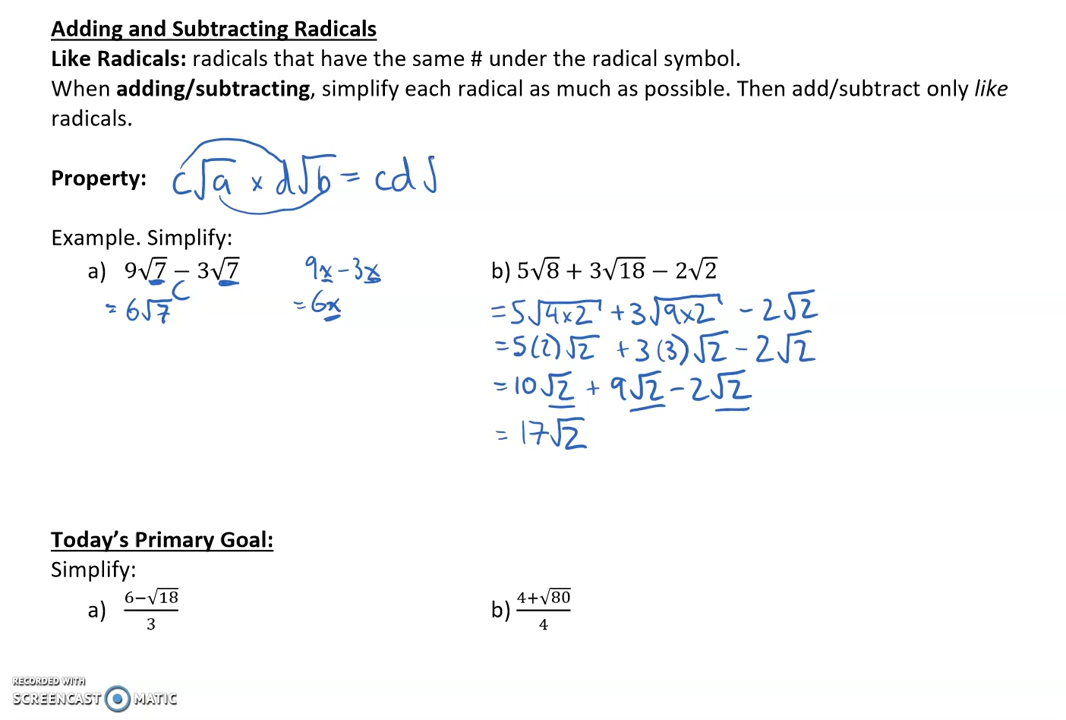 Adding and Subtracting Radicals
Like Radicals: radicals that have the same # under the radical symbol.
When adding/subtracting, simplify each radical as much as possible. Then add/subtract only like
radicals.
Property: c√a × d√b = cd√
Example. Simplify:
a) 9√7 − 3√7
= 6√7
9x - 3x
= 6x
b) 5√8 + 3√18 − 2√2
= 5√4×2 + 3√9×2 - 2√2
= 5(2)√2 + 3(3)√2 - 2√2
= 10√2 + 9√2 - 2√2
= 17√2
Today's Primary Goal:
Simplify:
a) 6−√18
3
b) 4+√80
4
RECORDED WITH
SCREENCAST MATIC